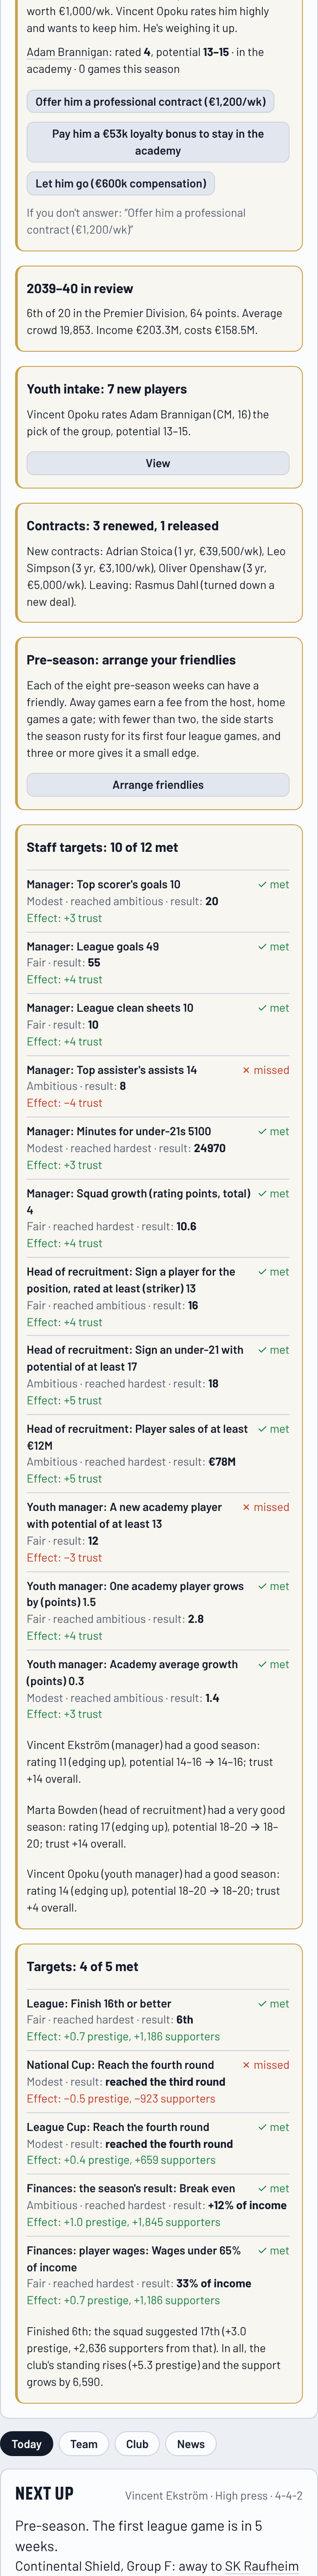 worth €1,000/wk). Vincent Opoku rates him highly
and wants to keep him. He's weighing it up.
Adam Brannigan: rated 4, potential 13–15 · in the
academy · 0 games this season
Offer him a professional contract (€1,200/wk)
Pay him a €53k loyalty bonus to stay in the
academy
Let him go (€600k compensation)
If you don't answer: “Offer him a professional
contract (€1,200/wk)”
2039–40 in review
6th of 20 in the Premier Division, 64 points. Average
crowd 19,853. Income €203.3M, costs €158.5M.
Youth intake: 7 new players
Vincent Opoku rates Adam Brannigan (CM, 16) the
pick of the group, potential 13–15.
View
Contracts: 3 renewed, 1 released
New contracts: Adrian Stoica (1 yr, €39,500/wk), Leo
Simpson (3 yr, €3,100/wk), Oliver Openshaw (3 yr,
€5,000/wk). Leaving: Rasmus Dahl (turned down a
new deal).
Pre-season: arrange your friendlies
Each of the eight pre-season weeks can have a
friendly. Away games earn a fee from the host, home
games a gate; with fewer than two, the side starts
the season rusty for its first four league games, and
three or more gives it a small edge.
Arrange friendlies
Staff targets: 10 of 12 met
Manager: Top scorer's goals 10 ✓ met
Modest · reached ambitious · result: 20
Effect: +3 trust
Manager: League goals 49 ✓ met
Fair · result: 55
Effect: +4 trust
Manager: League clean sheets 10 ✓ met
Fair · result: 10
Effect: +4 trust
Manager: Top assister's assists 14 ✕ missed
Ambitious · result: 8
Effect: −4 trust
Manager: Minutes for under-21s 5100 ✓ met
Modest · reached hardest · result: 24970
Effect: +3 trust
Manager: Squad growth (rating points, total) ✓ met
4
Fair · reached hardest · result: 10.6
Effect: +4 trust
Head of recruitment: Sign a player for the ✓ met
position, rated at least (striker) 13
Fair · reached ambitious · result: 16
Effect: +4 trust
Head of recruitment: Sign an under-21 with ✓ met
potential of at least 17
Ambitious · reached hardest · result: 18
Effect: +5 trust
Head of recruitment: Player sales of at least ✓ met
€12M
Ambitious · reached hardest · result: €78M
Effect: +5 trust
Youth manager: A new academy player ✕ missed
with potential of at least 13
Fair · result: 12
Effect: −3 trust
Youth manager: One academy player grows ✓ met
by (points) 1.5
Fair · reached ambitious · result: 2.8
Effect: +4 trust
Youth manager: Academy average growth ✓ met
(points) 0.3
Modest · reached ambitious · result: 1.4
Effect: +3 trust
Vincent Ekström (manager) had a good season:
rating 11 (edging up), potential 14–16 → 14–16; trust
+14 overall.
Marta Bowden (head of recruitment) had a very good
season: rating 17 (edging up), potential 18–20 → 18–
20; trust +14 overall.
Vincent Opoku (youth manager) had a good season:
rating 14 (edging up), potential 18–20 → 18–20; trust
+4 overall.
Targets: 4 of 5 met
League: Finish 16th or better ✓ met
Fair · reached hardest · result: 6th
Effect: +0.7 prestige, +1,186 supporters
National Cup: Reach the fourth round ✕ missed
Modest · result: reached the third round
Effect: −0.5 prestige, −923 supporters
League Cup: Reach the fourth round ✓ met
Modest · result: reached the fourth round
Effect: +0.4 prestige, +659 supporters
Finances: the season's result: Break even ✓ met
Ambitious · reached hardest · result: +12% of income
Effect: +1.0 prestige, +1,845 supporters
Finances: player wages: Wages under 65% ✓ met
of income
Fair · reached hardest · result: 33% of income
Effect: +0.7 prestige, +1,186 supporters
Finished 6th; the squad suggested 17th (+3.0
prestige, +2,636 supporters from that). In all, the
club's standing rises (+5.3 prestige) and the support
grows by 6,590.
Today Team Club News
NEXT UP Vincent Ekström · High press · 4-4-2
Pre-season. The first league game is in 5
weeks.
Continental Shield, Group F: away to SK Raufheim